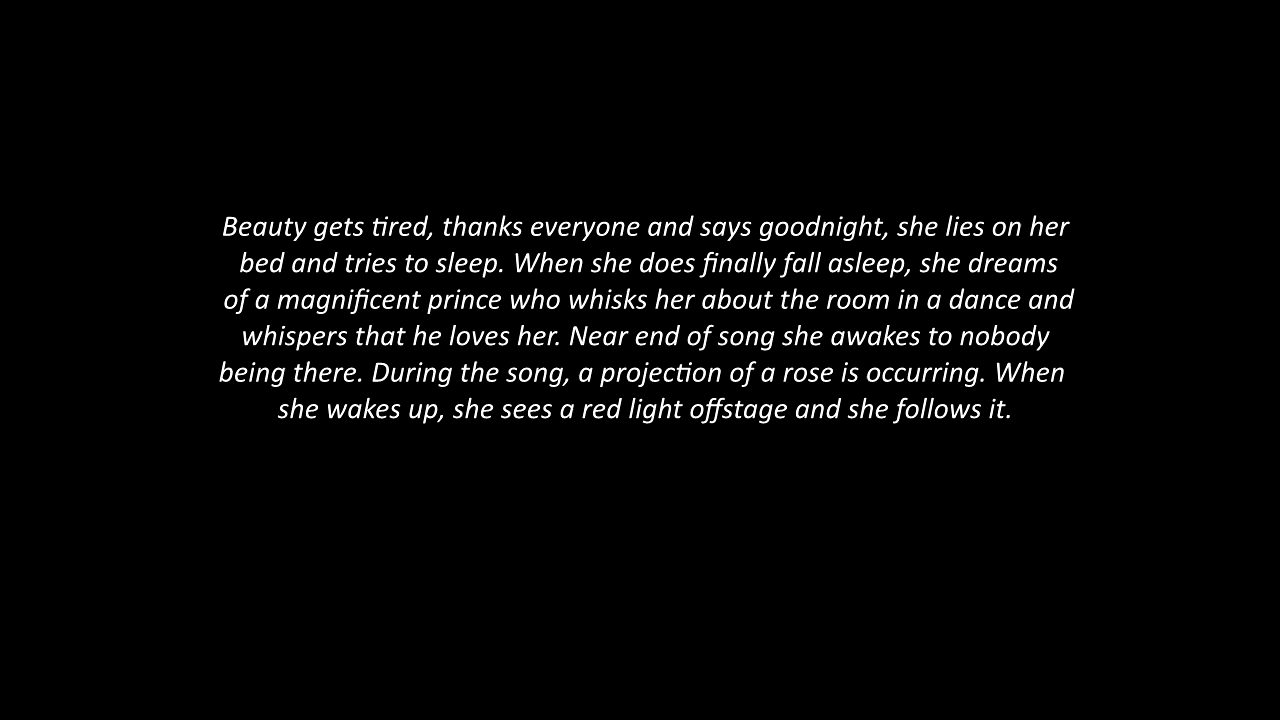 Beauty gets tired, thanks everyone and says goodnight, she lies on her
bed and tries to sleep. When she does finally fall asleep, she dreams
of a magnificent prince who whisks her about the room in a dance and
whispers that he loves her. Near end of song she awakes to nobody
being there. During the song, a projection of a rose is occurring. When
she wakes up, she sees a red light offstage and she follows it.